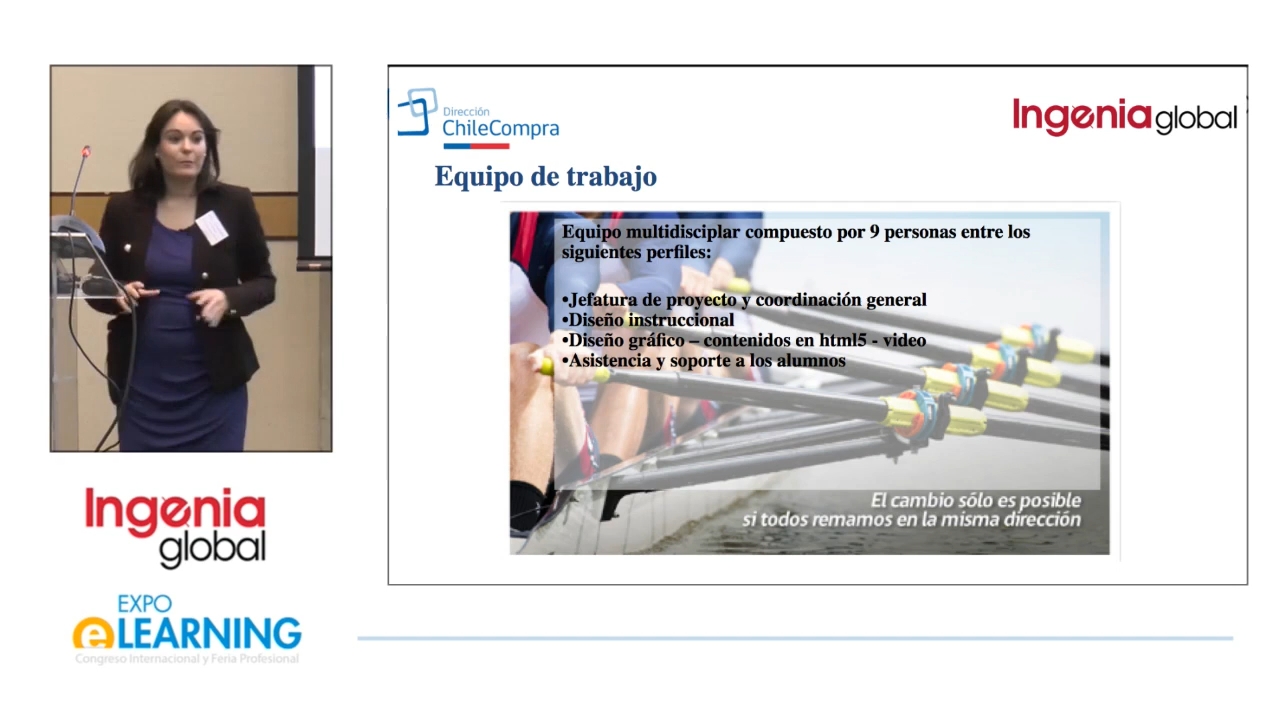 Dirección
ChileCompra
Ingenia global
Equipo de trabajo
Equipo multidisciplar compuesto por 9 personas entre los
siguientes perfiles:
•Jefatura de proyecto y coordinación general
•Diseño instruccional
•Diseño gráfico – contenidos en html5 - video
•Asistencia y soporte a los alumnos
El cambio sólo es posible
si todos remamos en la misma dirección
Ingenia
global
EXPO
eLEARNING
Congreso Internacional y Feria Profesional